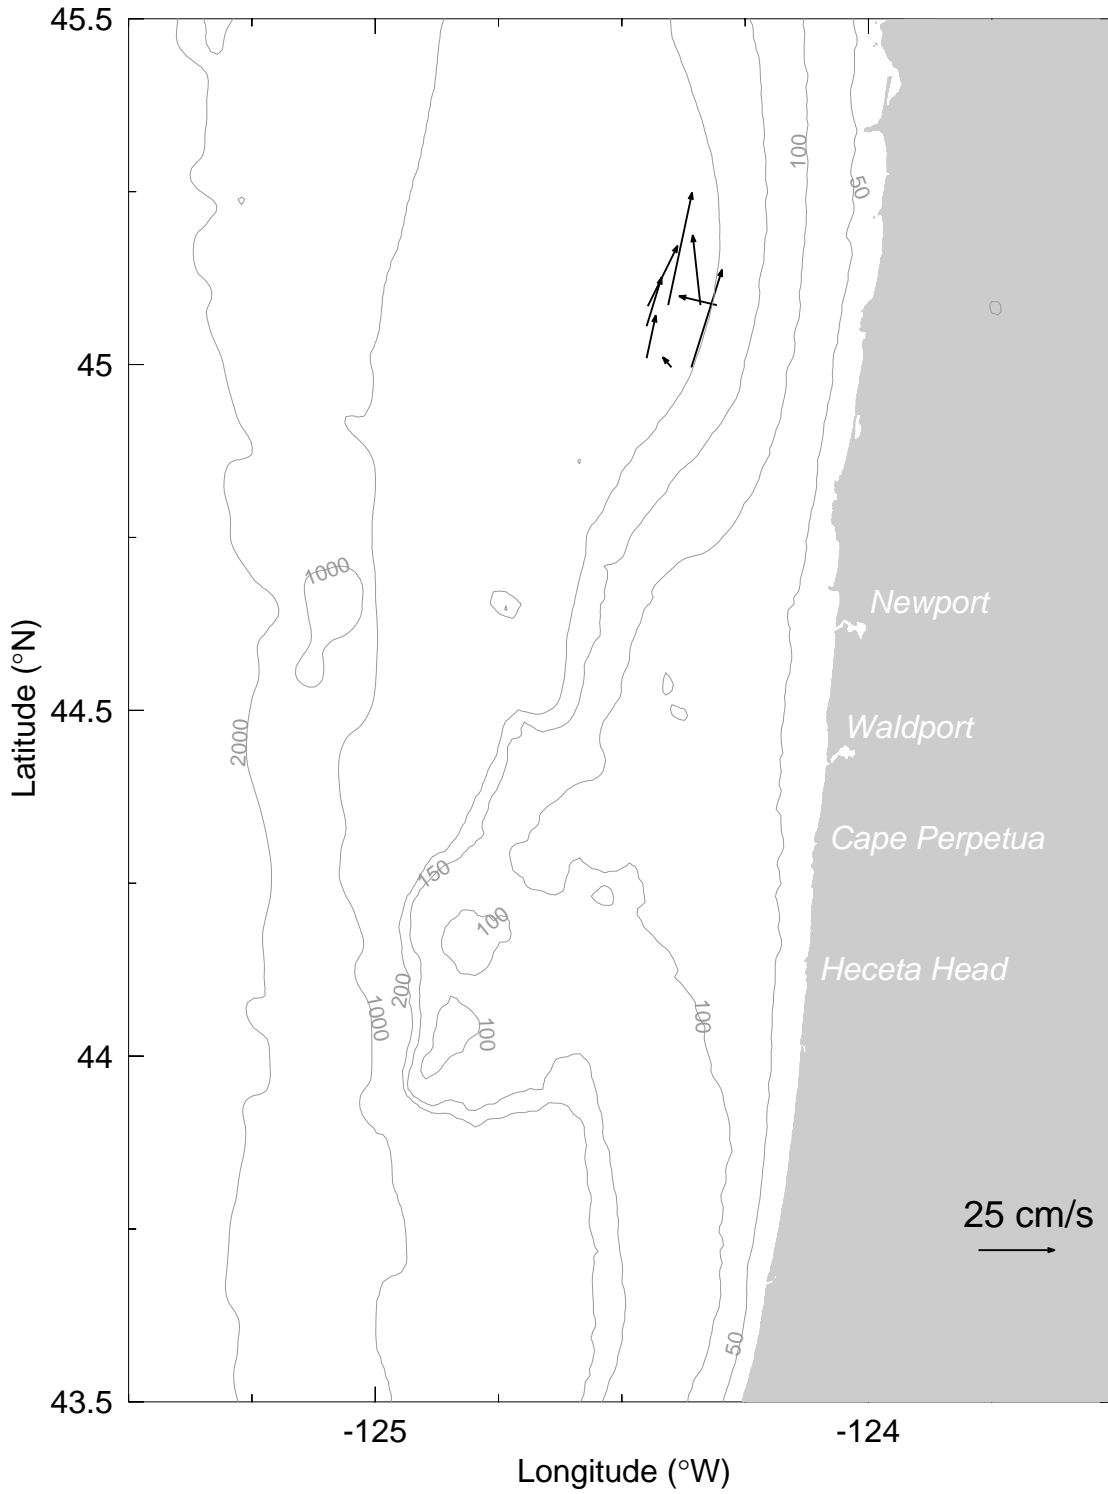 45.5
100
50
45
1000
Newport
Latitude (°N)
44.5
2000
Waldport
Cape Perpetua
150
100
Heceta Head
200
1000
100
100
44
25 cm/s
50
43.5
-125
-124
Longitude (°W)